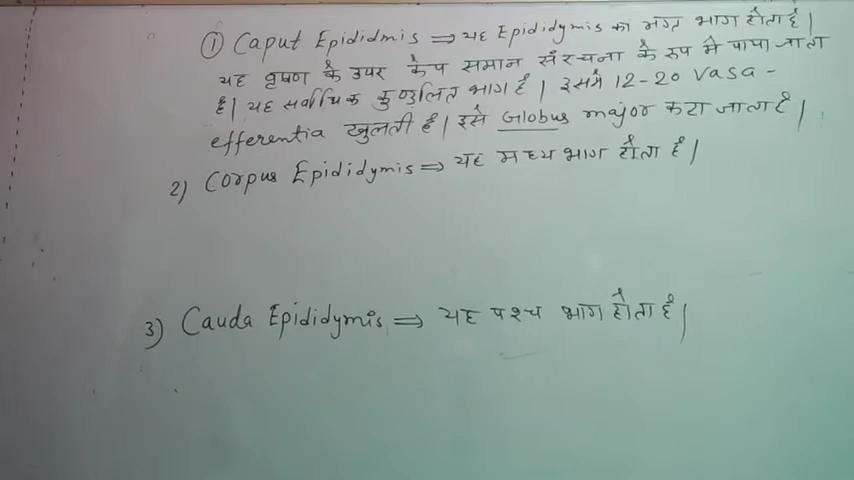 ① Caput Epididmis ⇒ यह Epididymis का अग्र भाग होता है।
यह वृषण के उपर कैप समान संरचना के रुप मे पाया जाता
है। यह सर्वाधिक कुण्डलित भाग है। इसमे 12-20 vasa-
efferentia खुलती है। इसे Globus major कहा जाता है।
2) Corpus Epididymis ⇒ यह मध्य भाग होता है।
3) Cauda Epididymis ⇒ यह पश्च भाग होता है।